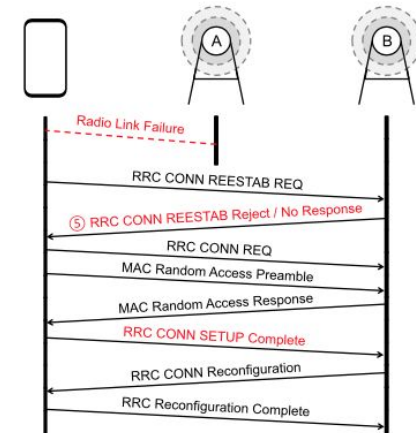 A
B
Radio Link Failure
RRC CONN REESTAB REQ
⑤ RRC CONN REESTAB Reject / No Response
RRC CONN REQ
MAC Random Access Preamble
MAC Random Access Response
RRC CONN SETUP Complete
RRC CONN Reconfiguration
RRC Reconfiguration Complete